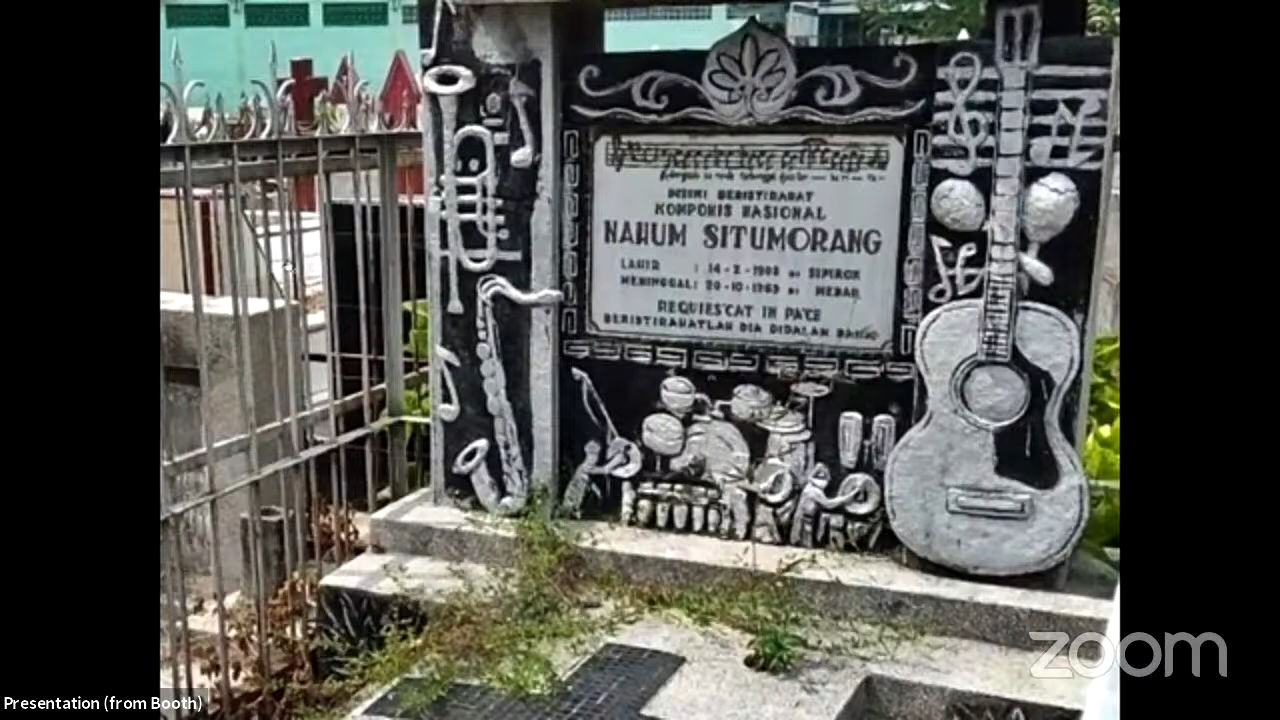 DISINI BERISTIRAHAT
KOMPONIS NASIONAL
NAHUM SITUMORANG
LAHIR : 14-2-1908 DI SIPIROK
MENINGGAL: 20-10-1969 DI MEDAN
REQUIESCAT IN PACE
BERISTIRAHATLAH DIA DIDALAM DAMAI
zoom
Presentation (from Booth)